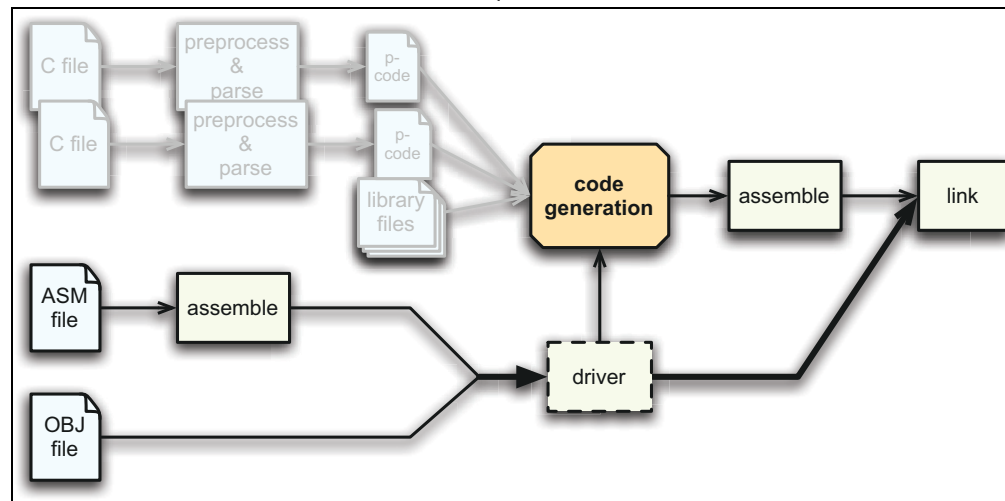 C file
preprocess
&
parse
p-
code
C file
preprocess
&
parse
p-
code
library
files
code
generation
assemble
link
ASM
file
assemble
driver
OBJ
file